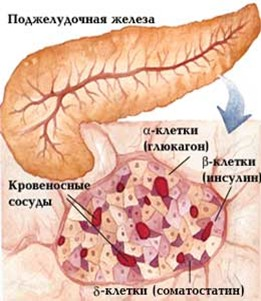 Поджелудочная железа
α-клетки
(глюкагон)
β-клетки
(инсулин)
Кровеносные
сосуды
δ-клетки (соматостатин)